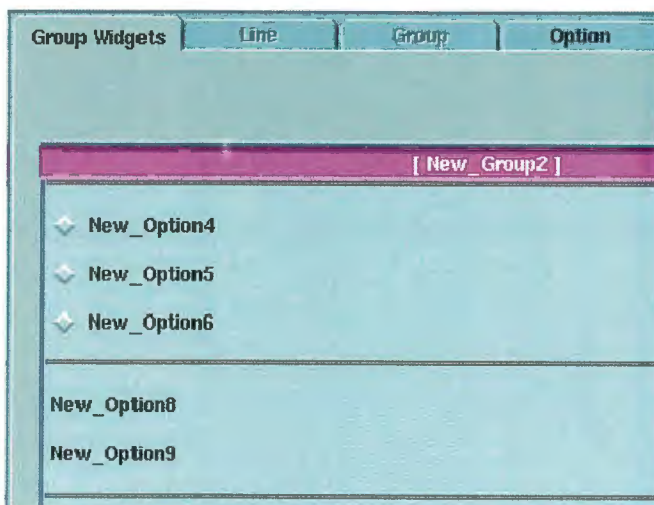 Group Widgets Line Group Option
[ New_Group2 ]
New_Option4
New_Option5
New_Option6
New_Option8
New_Option9